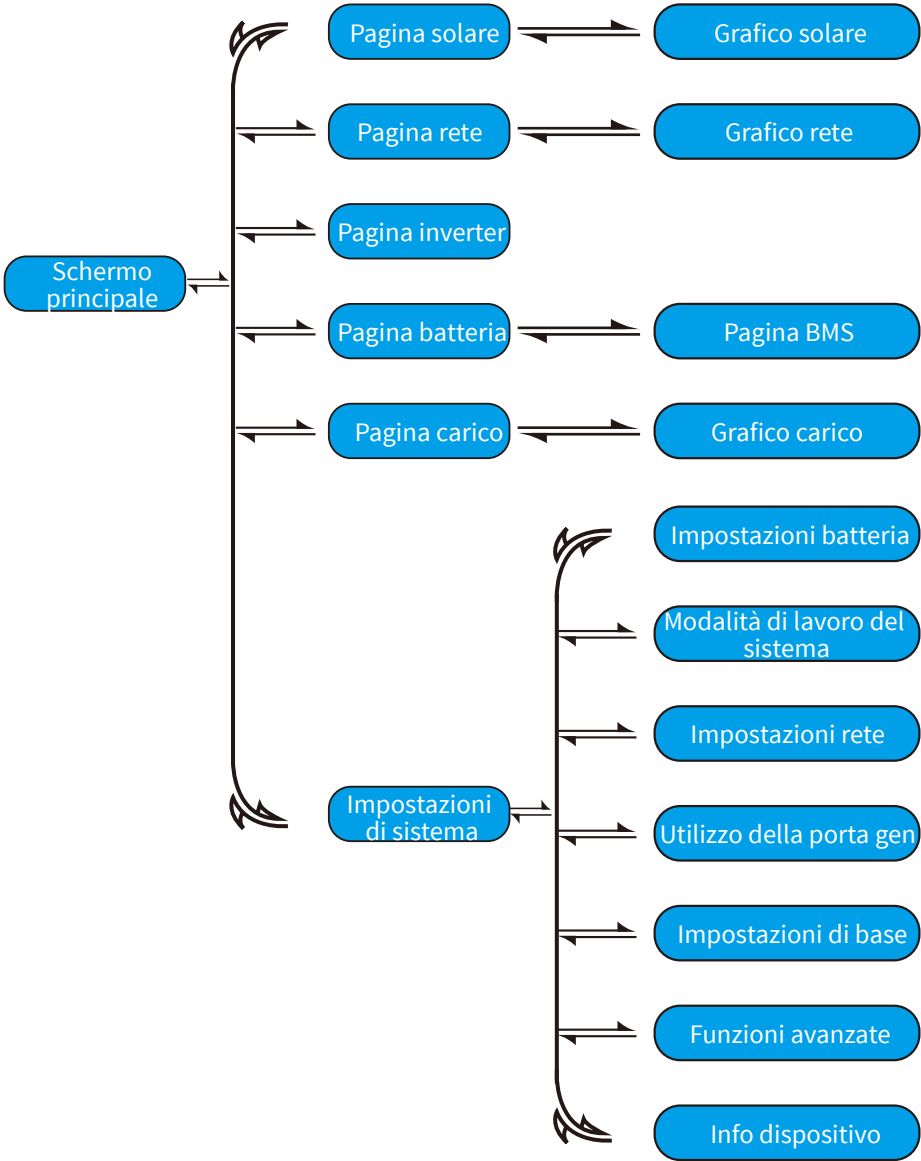 Pagina solare
Grafico solare
Pagina rete
Grafico rete
Pagina inverter
Schermo
principale
Pagina batteria
Pagina BMS
Pagina carico
Grafico carico
Impostazioni batteria
Modalità di lavoro del
sistema
Impostazioni rete
Impostazioni
di sistema
Utilizzo della porta gen
Impostazioni di base
Funzioni avanzate
Info dispositivo